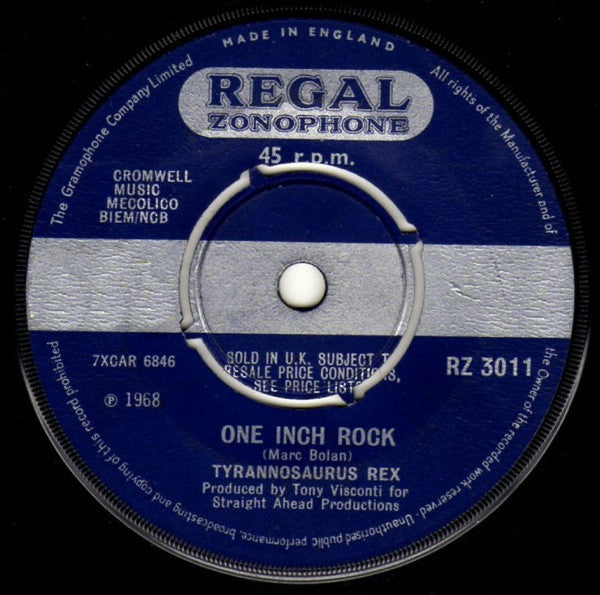 MADE IN ENGLAND
The Gramophone Company Limited
All rights of the Manufacturer and of
the Owner of the recorded work reserved. Unauthorised public performance, broadcasting and copying of this record prohibited
REGAL
ZONOPHONE
45 r.p.m.
CROMWELL
MUSIC
MECOLICO
BIEM/NCB
7XCAR 6846
℗ 1968
SOLD IN U.K. SUBJECT
RESALE PRICE CONDITIONS,
SEE PRICE LISTS
RZ 3011
ONE INCH ROCK
(Marc Bolan)
TYRANNOSAURUS REX
Produced by Tony Visconti for
Straight Ahead Productions